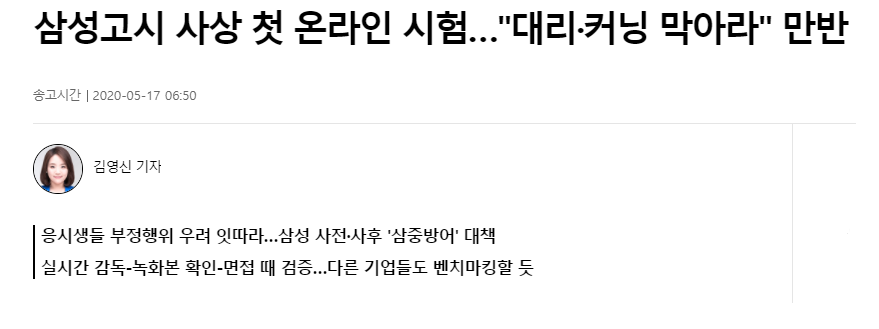 삼성고시 사상 첫 온라인 시험…"대리·커닝 막아라" 만반
송고시간 | 2020-05-17 06:50
김영신 기자
응시생들 부정행위 우려 잇따라…삼성 사전·사후 '삼중방어' 대책
실시간 감독-녹화본 확인-면접 때 검증…다른 기업들도 벤치마킹할 듯